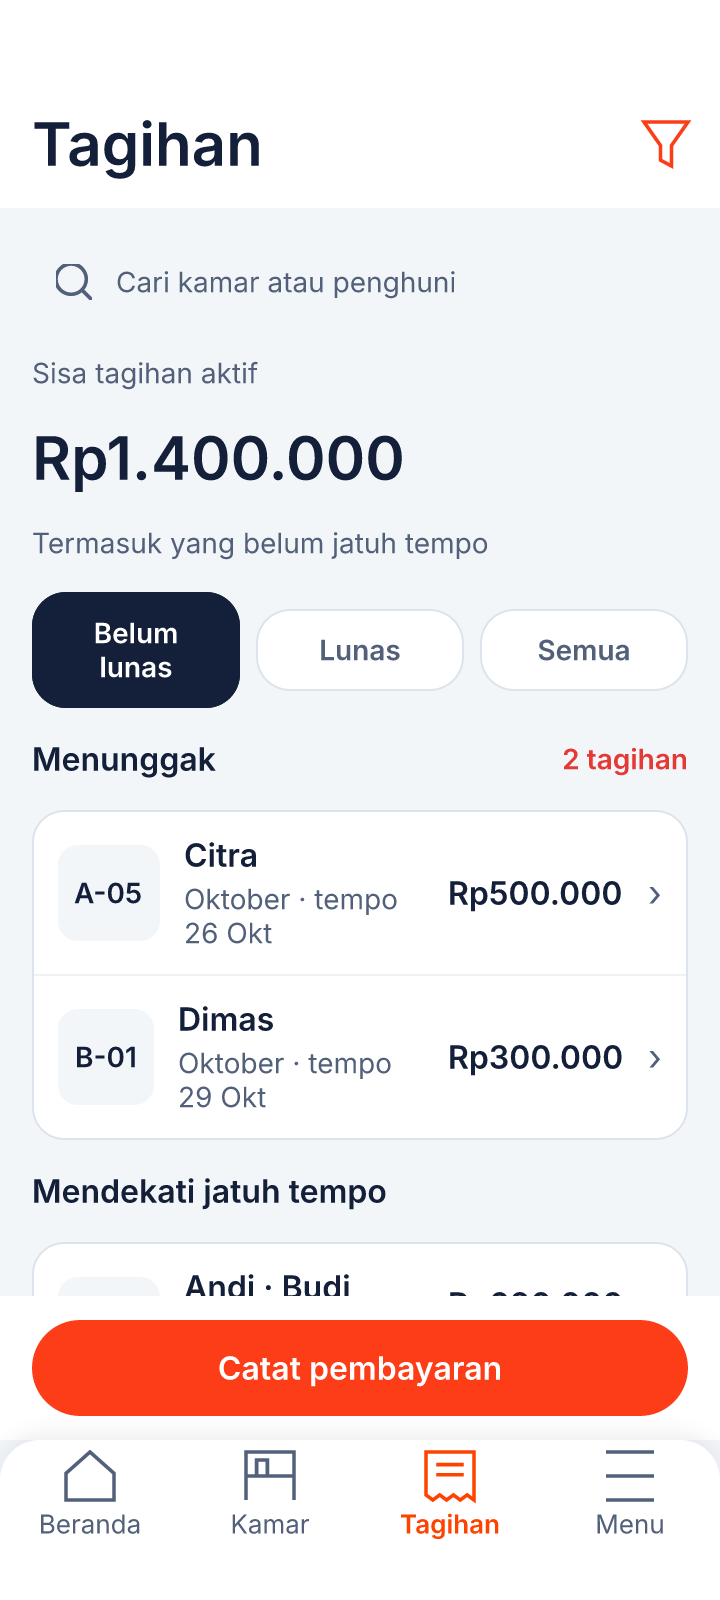 Tagihan
Cari kamar atau penghuni
Sisa tagihan aktif
Rp1.400.000
Termasuk yang belum jatuh tempo
Belum
lunas
Lunas
Semua
Menunggak
2 tagihan
A-05
Citra
Oktober · tempo
26 Okt
Rp500.000
›
B-01
Dimas
Oktober · tempo
29 Okt
Rp300.000
›
Mendekati jatuh tempo
Andi · Budi
Catat pembayaran
Beranda
Kamar
Tagihan
Menu